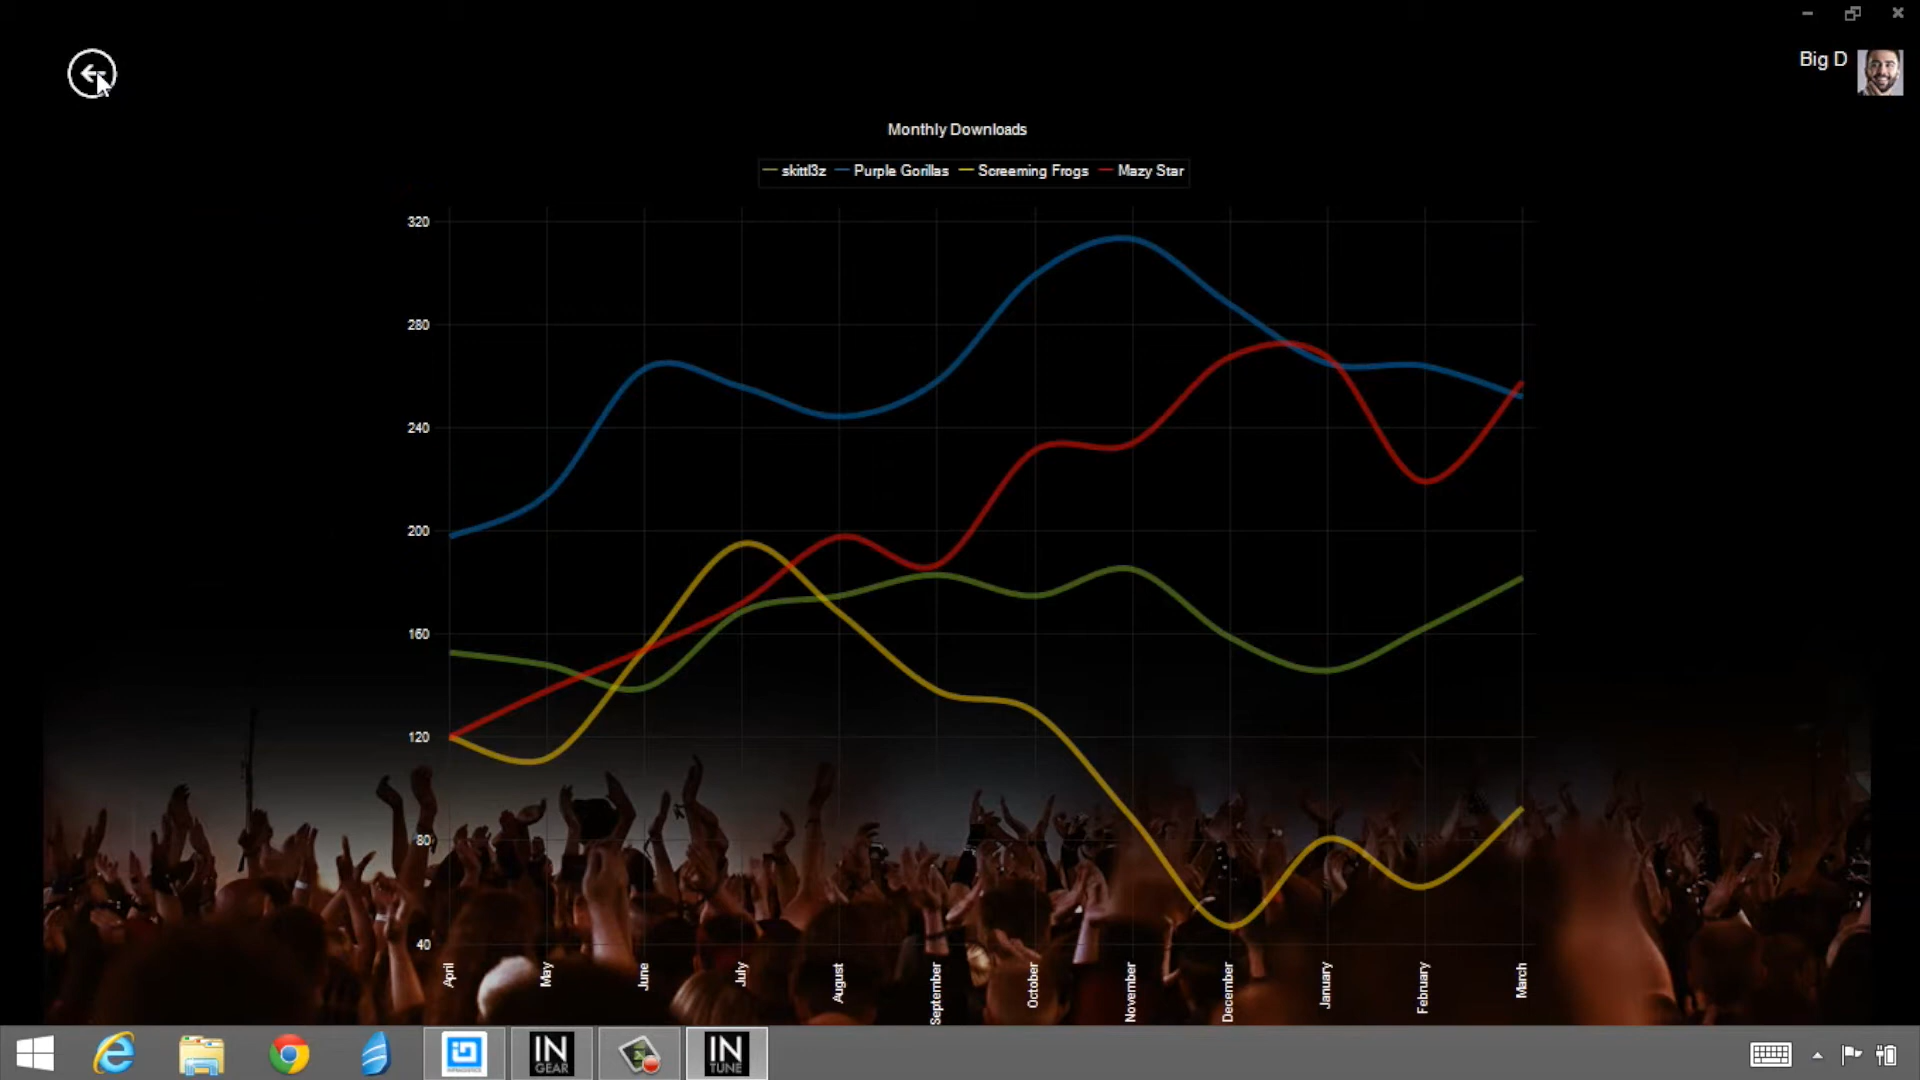 Big D
Monthly Downloads
skittl3z Purple Gorillas Screeming Frogs Mazy Star
320
280
240
200
160
120
80
40
April May June July August September October November December January February March
IN GEAR
IN TUNE